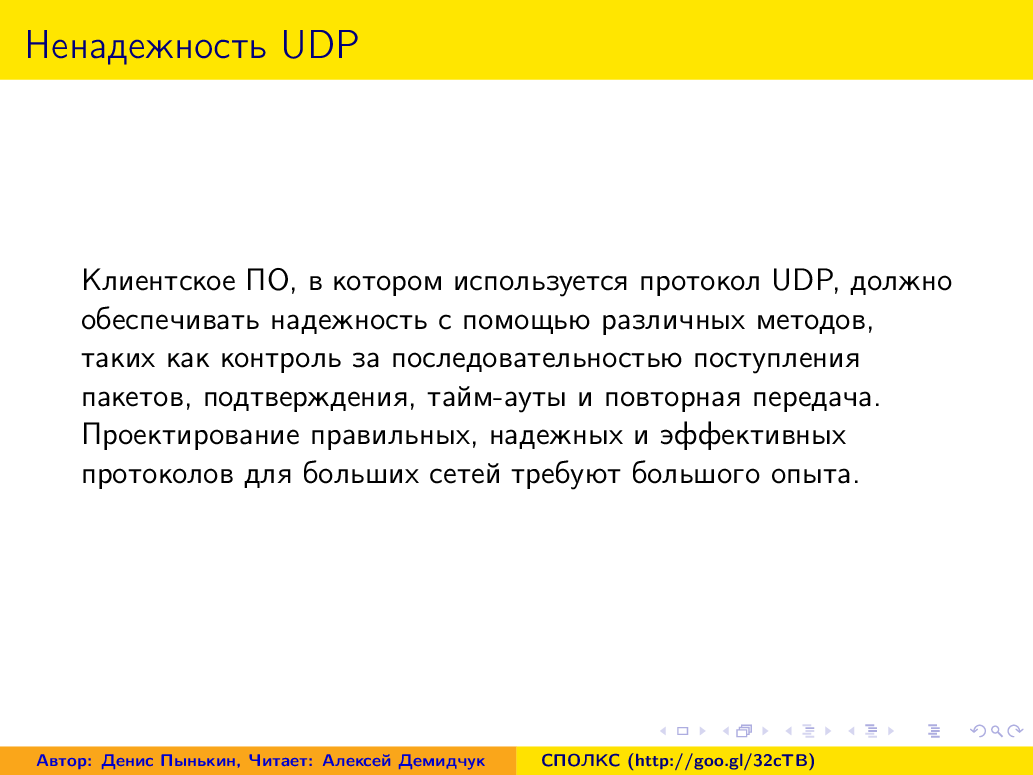 Ненадежность UDP
Клиентское ПО, в котором используется протокол UDP, должно
обеспечивать надежность с помощью различных методов,
таких как контроль за последовательностью поступления
пакетов, подтверждения, тайм-ауты и повторная передача.
Проектирование правильных, надежных и эффективных
протоколов для больших сетей требуют большого опыта.
Автор: Денис Пынькин, Читает: Алексей Демидчук
СПОЛКС (http://goo.gl/32cTB)